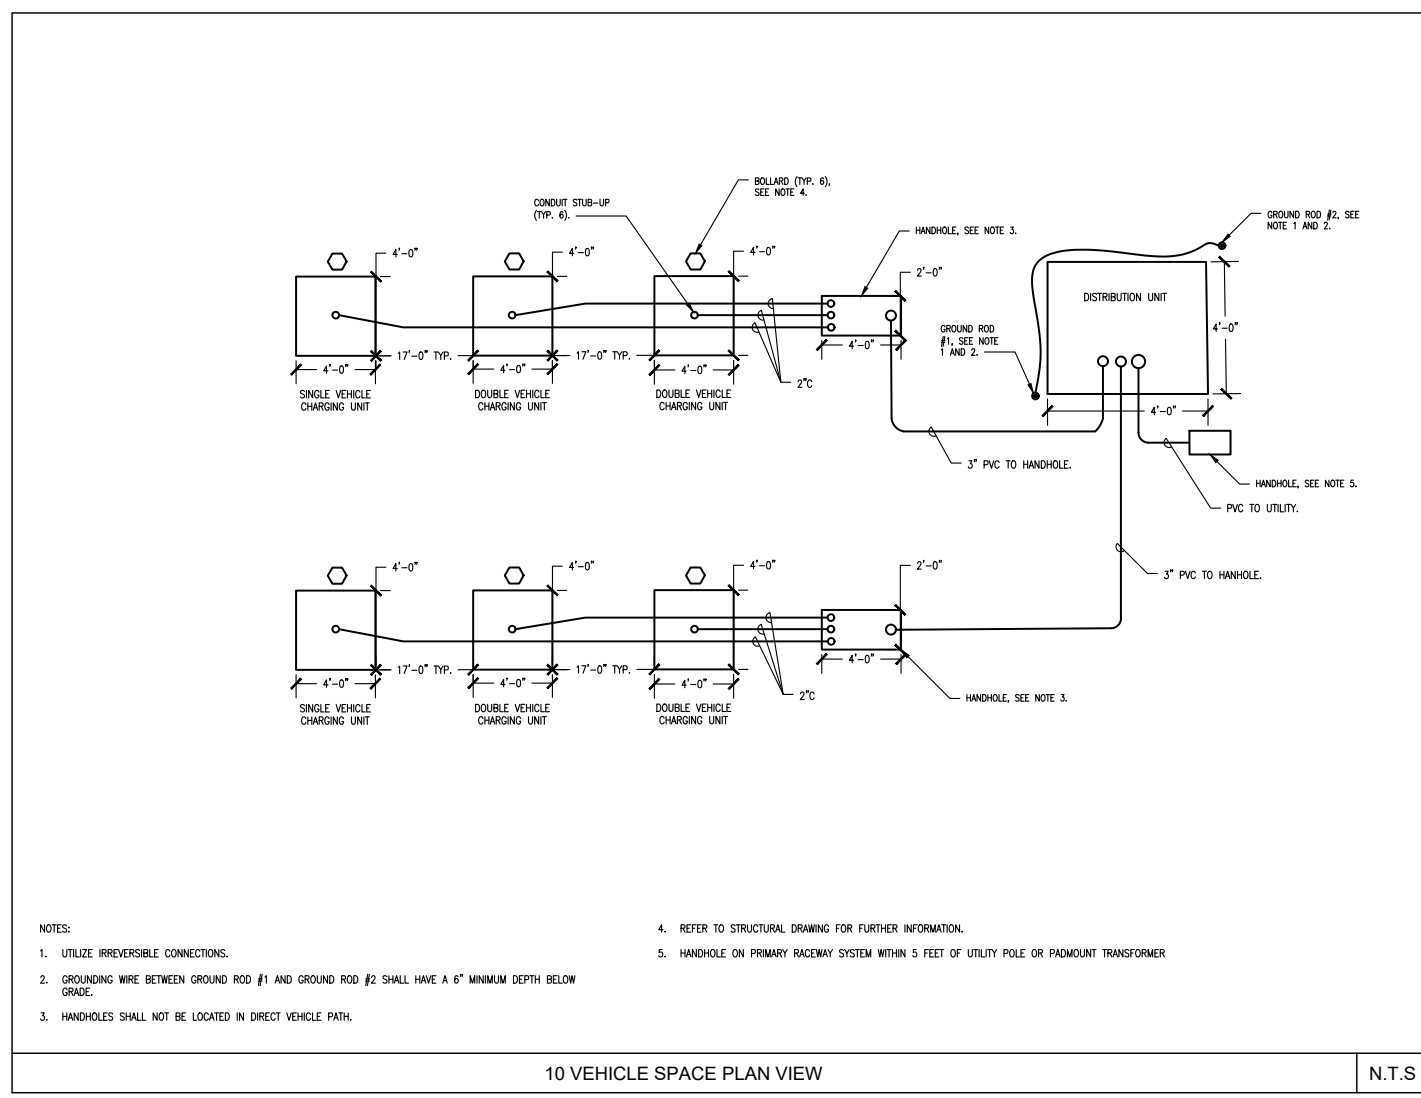 BOLLARD (TYP. 6),
SEE NOTE 4.
CONDUIT STUB-UP
(TYP. 6).
HANDHOLE, SEE NOTE 3.
GROUND ROD #2, SEE
NOTE 1 AND 2.
4'-0"
4'-0"
4'-0"
2'-0"
DISTRIBUTION UNIT
GROUND ROD
#1, SEE NOTE
1 AND 2.
4'-0"
17'-0" TYP.
17'-0" TYP.
4'-0"
4'-0"
4'-0"
4'-0"
2"C
4'-0"
SINGLE VEHICLE
CHARGING UNIT
DOUBLE VEHICLE
CHARGING UNIT
DOUBLE VEHICLE
CHARGING UNIT
3" PVC TO HANDHOLE.
HANDHOLE, SEE NOTE 5.
PVC TO UTILITY.
3" PVC TO HANHOLE.
4'-0"
4'-0"
4'-0"
2'-0"
17'-0" TYP.
17'-0" TYP.
4'-0"
4'-0"
4'-0"
4'-0"
2"C
HANDHOLE, SEE NOTE 3.
SINGLE VEHICLE
CHARGING UNIT
DOUBLE VEHICLE
CHARGING UNIT
DOUBLE VEHICLE
CHARGING UNIT
NOTES:
1. UTILIZE IRREVERSIBLE CONNECTIONS.
2. GROUNDING WIRE BETWEEN GROUND ROD #1 AND GROUND ROD #2 SHALL HAVE A 6" MINIMUM DEPTH BELOW
GRADE.
3. HANDHOLES SHALL NOT BE LOCATED IN DIRECT VEHICLE PATH.
4. REFER TO STRUCTURAL DRAWING FOR FURTHER INFORMATION.
5. HANDHOLE ON PRIMARY RACEWAY SYSTEM WITHIN 5 FEET OF UTILITY POLE OR PADMOUNT TRANSFORMER
10 VEHICLE SPACE PLAN VIEW
N.T.S